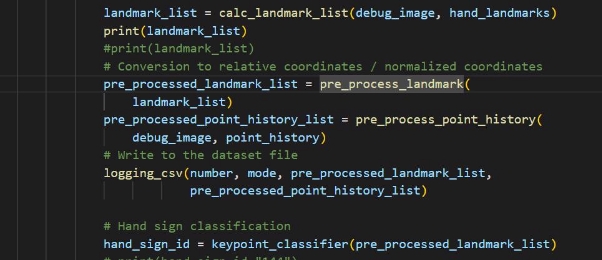 landmark_list = calc_landmark_list(debug_image, hand_landmarks)
print(landmark_list)
#print(landmark_list)
# Conversion to relative coordinates / normalized coordinates
pre_processed_landmark_list = pre_process_landmark(
landmark_list)
pre_processed_point_history_list = pre_process_point_history(
debug_image, point_history)
# Write to the dataset file
logging_csv(number, mode, pre_processed_landmark_list,
pre_processed_point_history_list)
# Hand sign classification
hand_sign_id = keypoint_classifier(pre_processed_landmark_list)